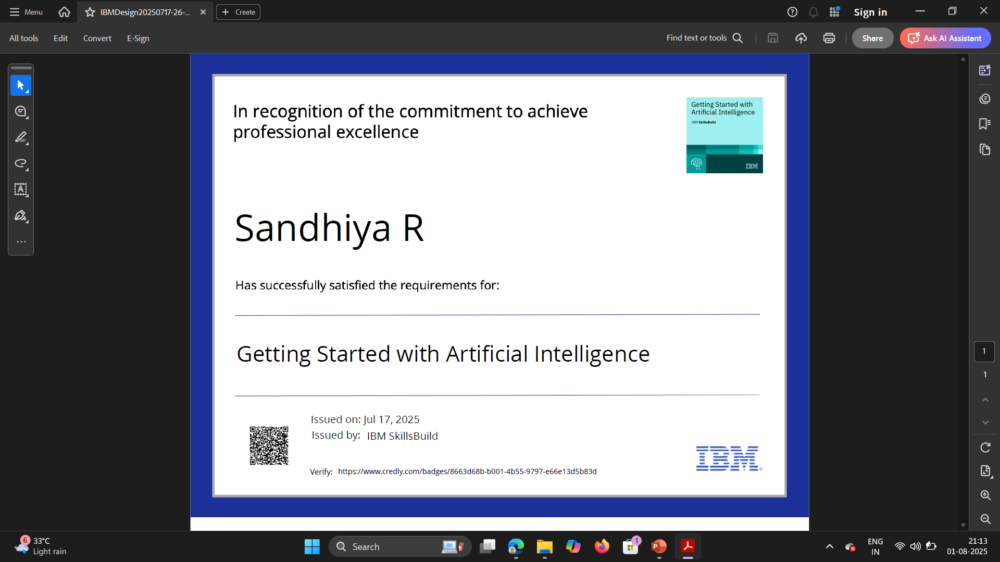 Menu
IBMDesign20250717-26-...
Create
Sign in
All tools
Edit
Convert
E-Sign
Find text or tools
Share
Ask AI Assistant
In recognition of the commitment to achieve
professional excellence
Getting Started with
Artificial Intelligence
IBM SkillsBuild
IBM
Sandhiya R
Has successfully satisfied the requirements for:
Getting Started with Artificial Intelligence
Issued on: Jul 17, 2025
Issued by: IBM SkillsBuild
Verify: https://www.credly.com/badges/8663d68b-b001-4b55-9797-e66e13d5b83d
IBM®
1
1
6
33°C
Light rain
Search
1
ENG
IN
21:13
01-08-2025